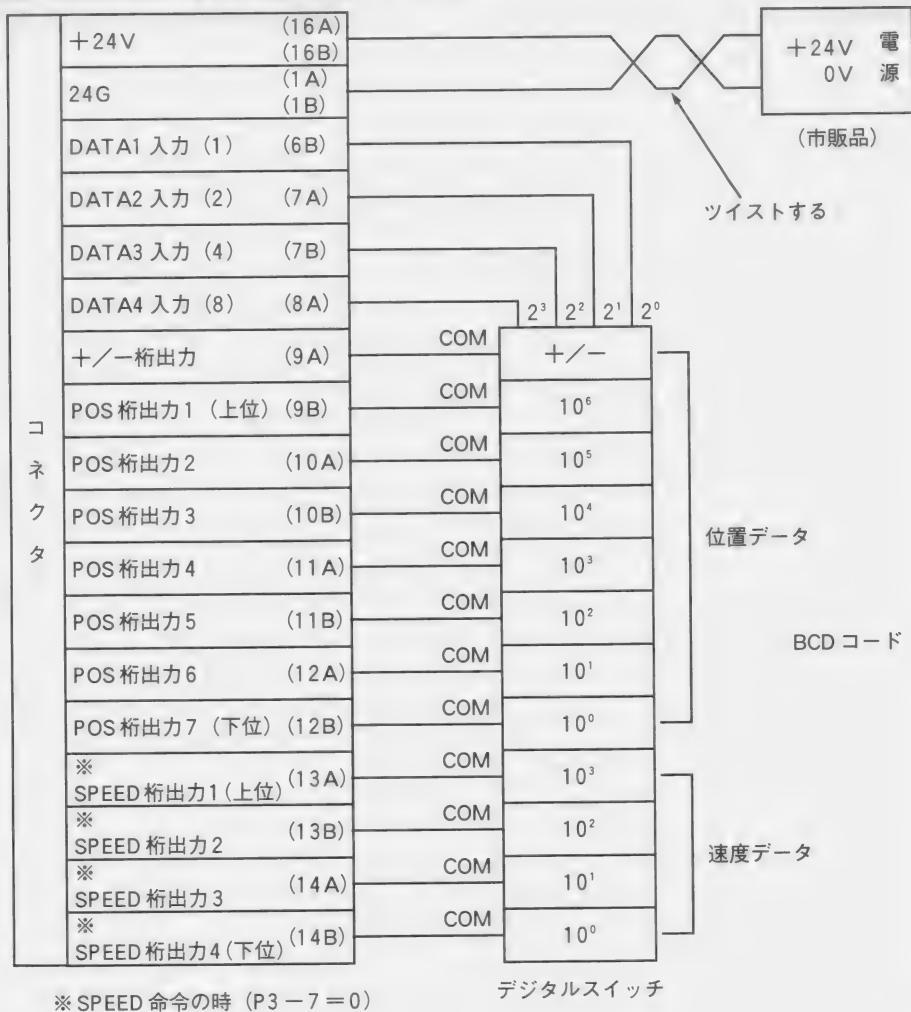 コネクタ
+24V (16A)
(16B)
24G (1A)
(1B)
DATA1 入力 (1) (6B)
DATA2 入力 (2) (7A)
DATA3 入力 (4) (7B)
DATA4 入力 (8) (8A)
+/-桁出力 (9A)
POS 桁出力1 (上位) (9B)
POS 桁出力2 (10A)
POS 桁出力3 (10B)
POS 桁出力4 (11A)
POS 桁出力5 (11B)
POS 桁出力6 (12A)
POS 桁出力7 (下位) (12B)
※
SPEED 桁出力1 (上位) (13A)
※
SPEED 桁出力2 (13B)
※
SPEED 桁出力3 (14A)
※
SPEED 桁出力4 (下位) (14B)
+24V
0V
電源
(市販品)
ツイストする
2³ 2² 2¹ 2⁰
COM +/-
COM 10⁶
COM 10⁵
COM 10⁴
COM 10³
COM 10²
COM 10¹
COM 10⁰
COM 10³
COM 10²
COM 10¹
COM 10⁰
位置データ
BCD コード
速度データ
デジタルスイッチ
※ SPEED 命令の時 (P3-7=0)